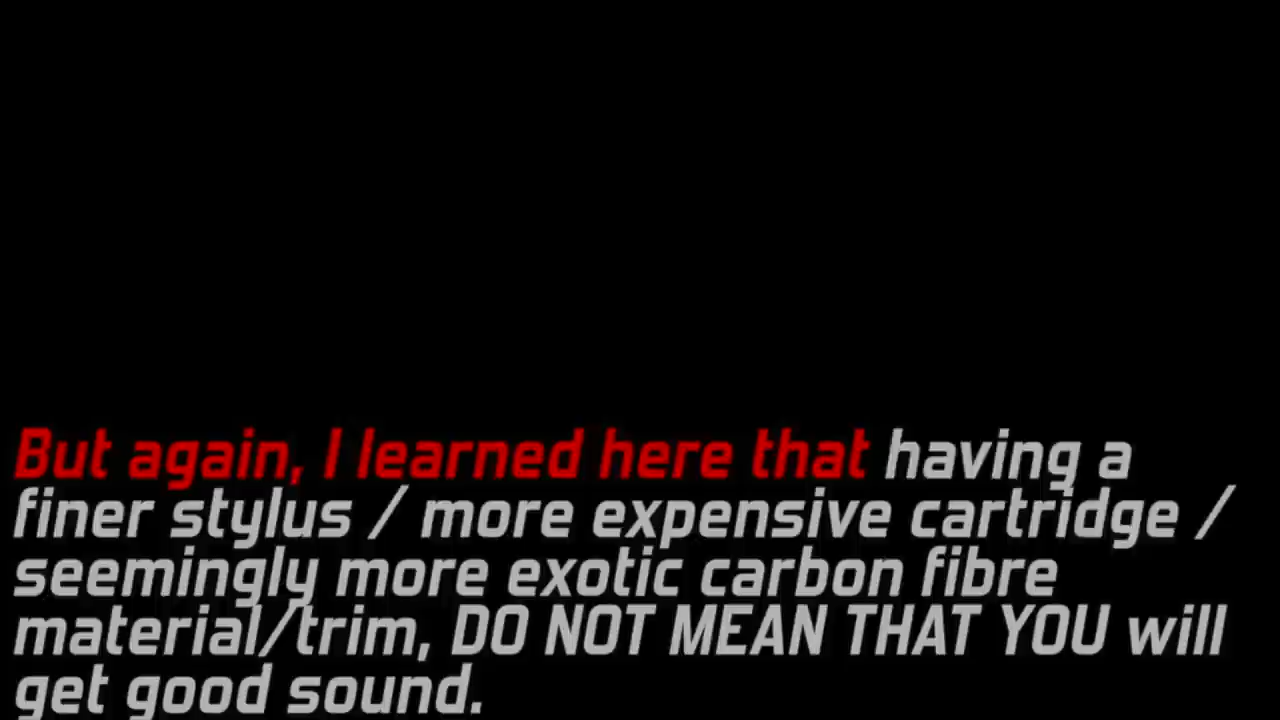 But again, I learned here that having a
finer stylus / more expensive cartridge /
seemingly more exotic carbon fibre
material/trim, DO NOT MEAN THAT YOU will
get good sound.